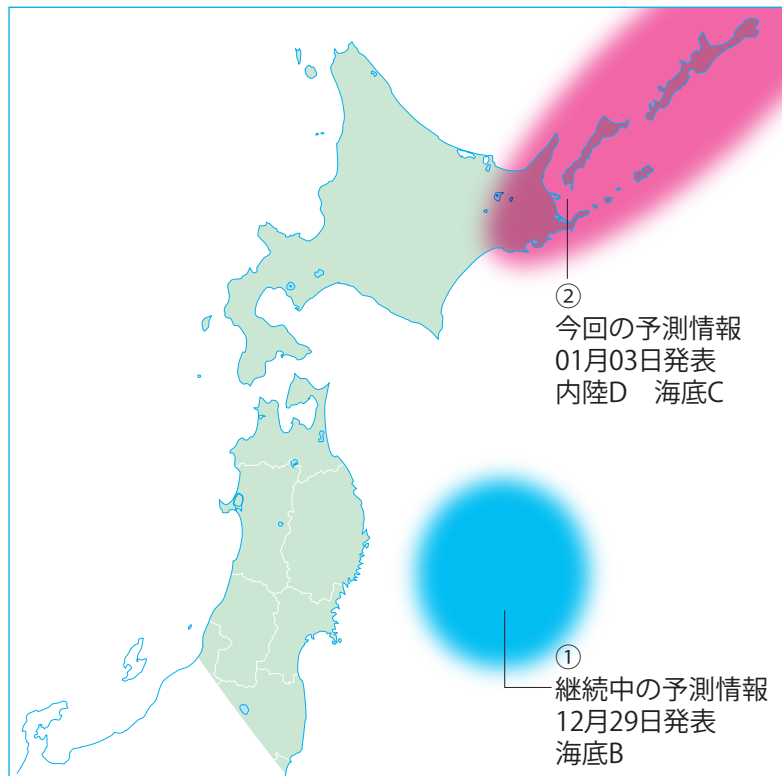 ②
今回の予測情報
01月03日発表
内陸D　海底C
①
継続中の予測情報
12月29日発表
海底B